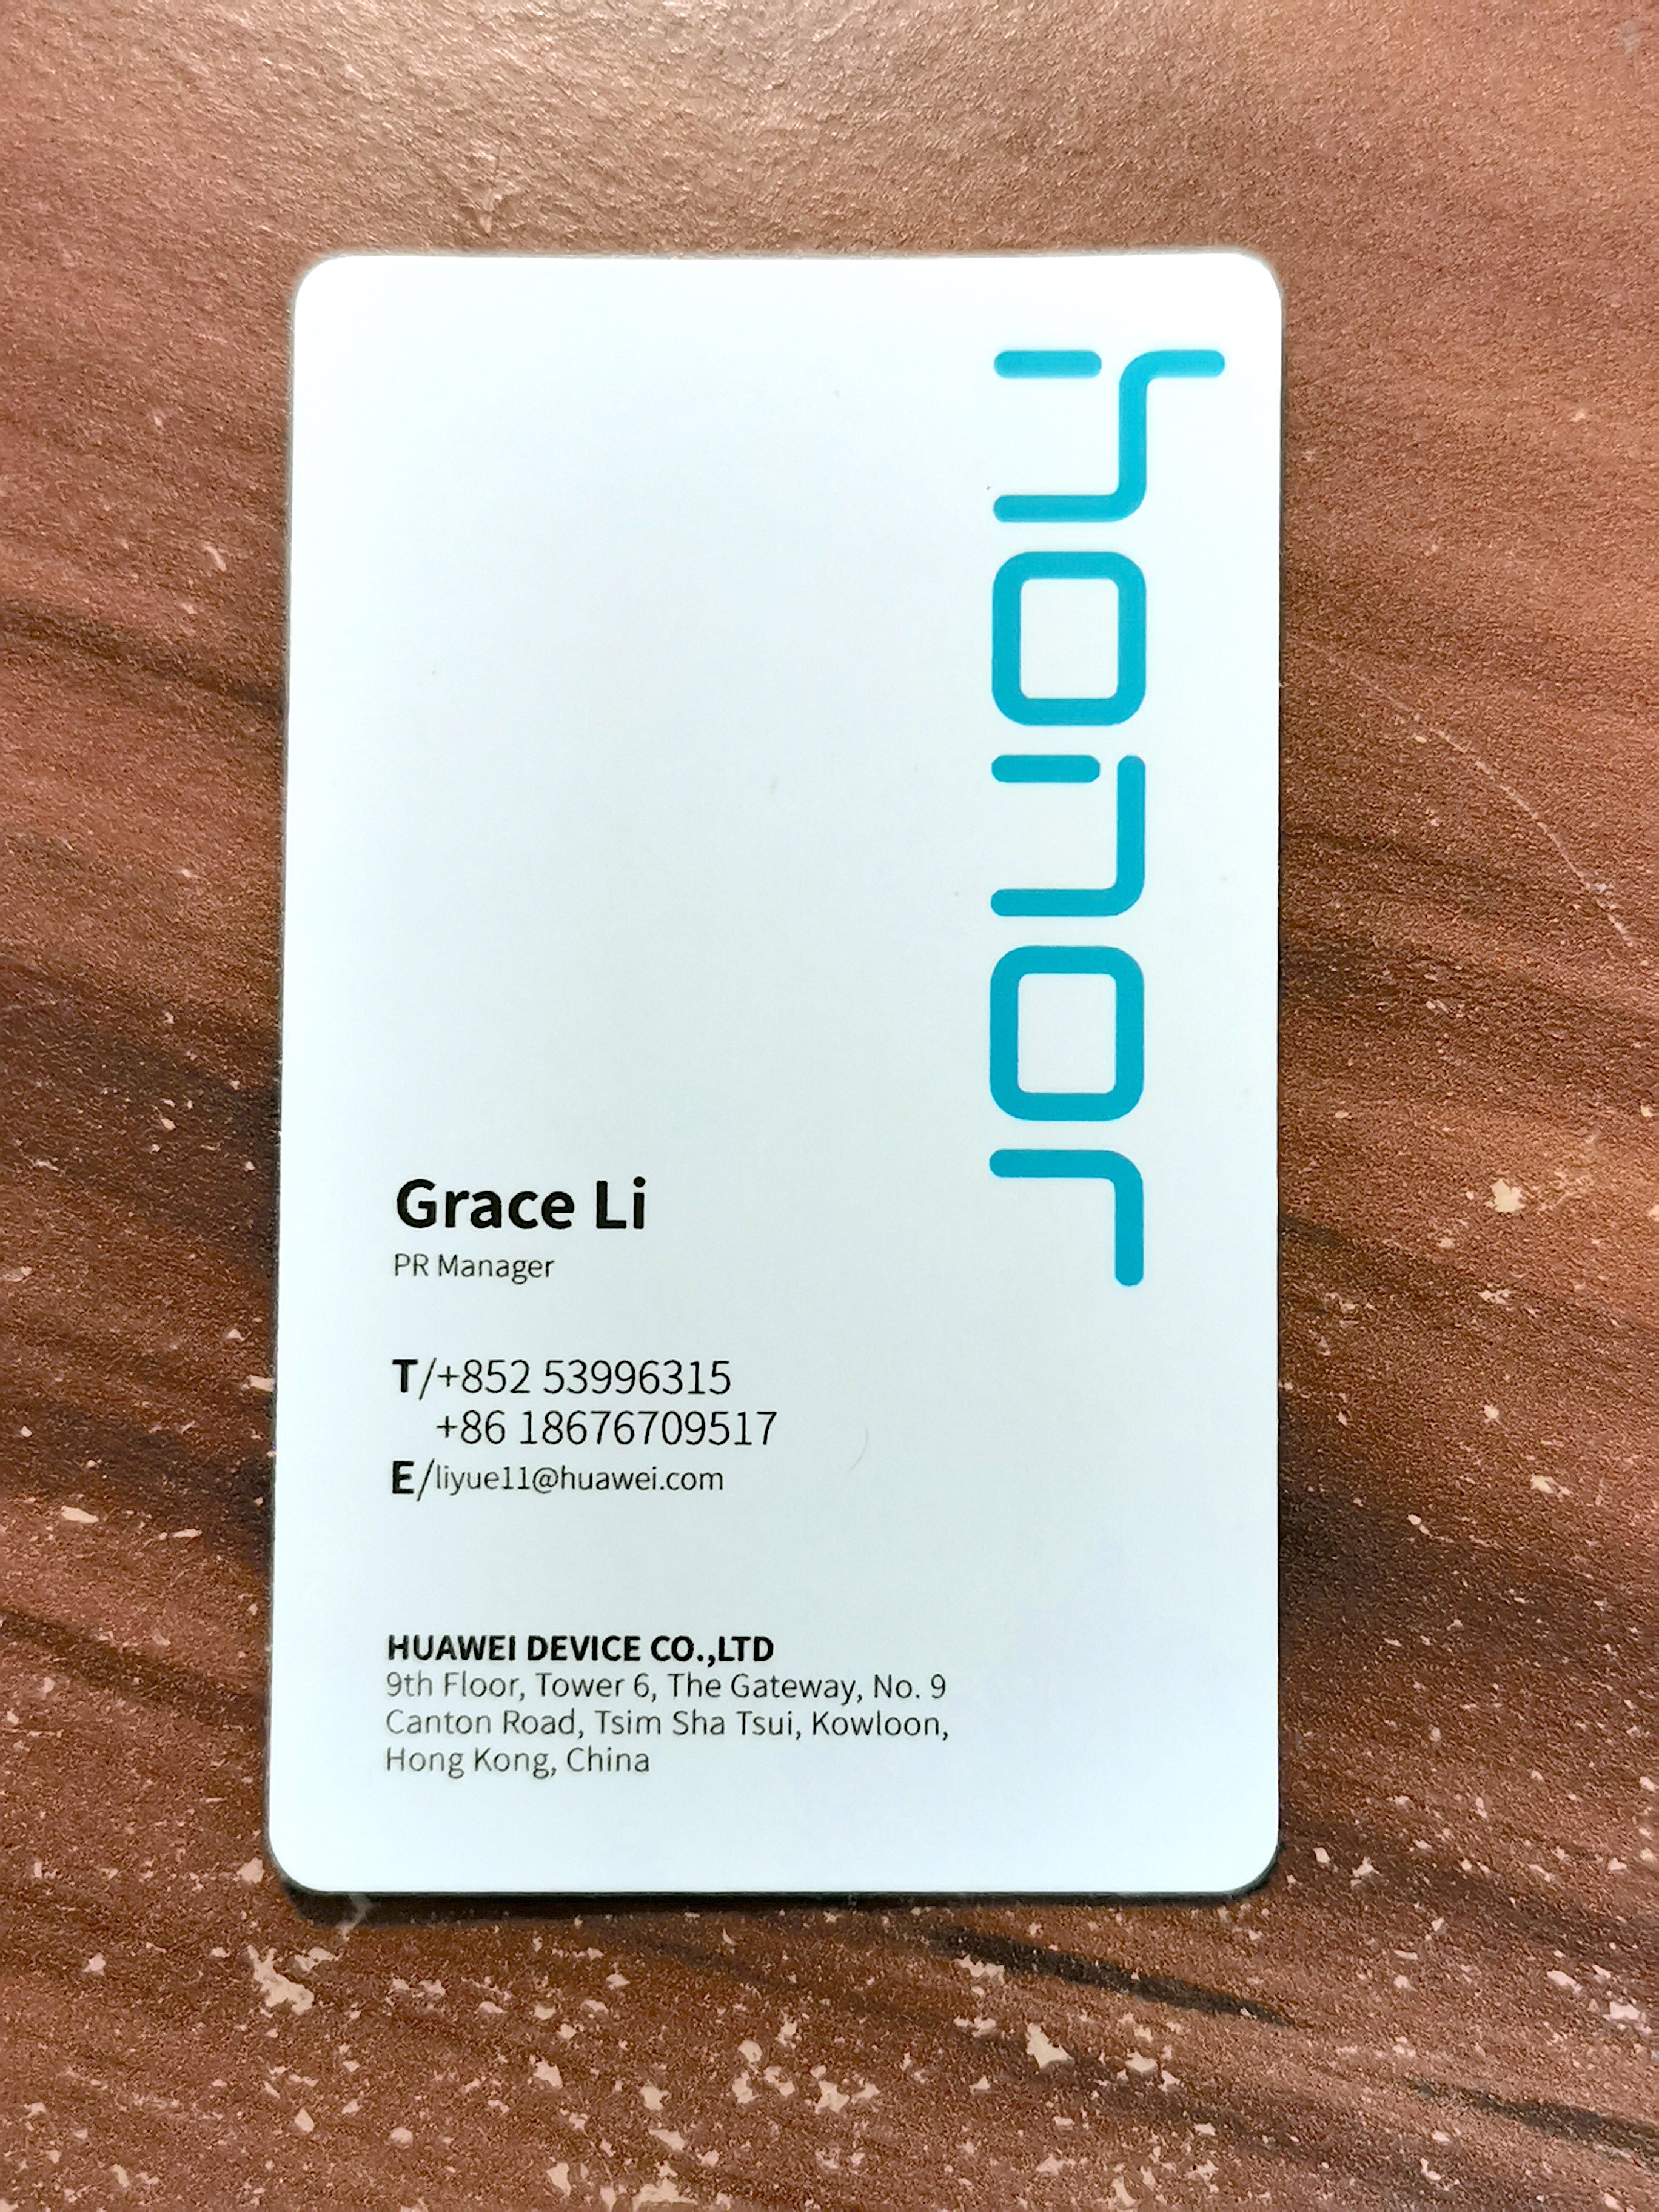 honor
Grace Li
PR Manager
T/+852 53996315
+86 18676709517
E/liyue11@huawei.com
HUAWEI DEVICE CO.,LTD
9th Floor, Tower 6, The Gateway, No. 9
Canton Road, Tsim Sha Tsui, Kowloon,
Hong Kong, China